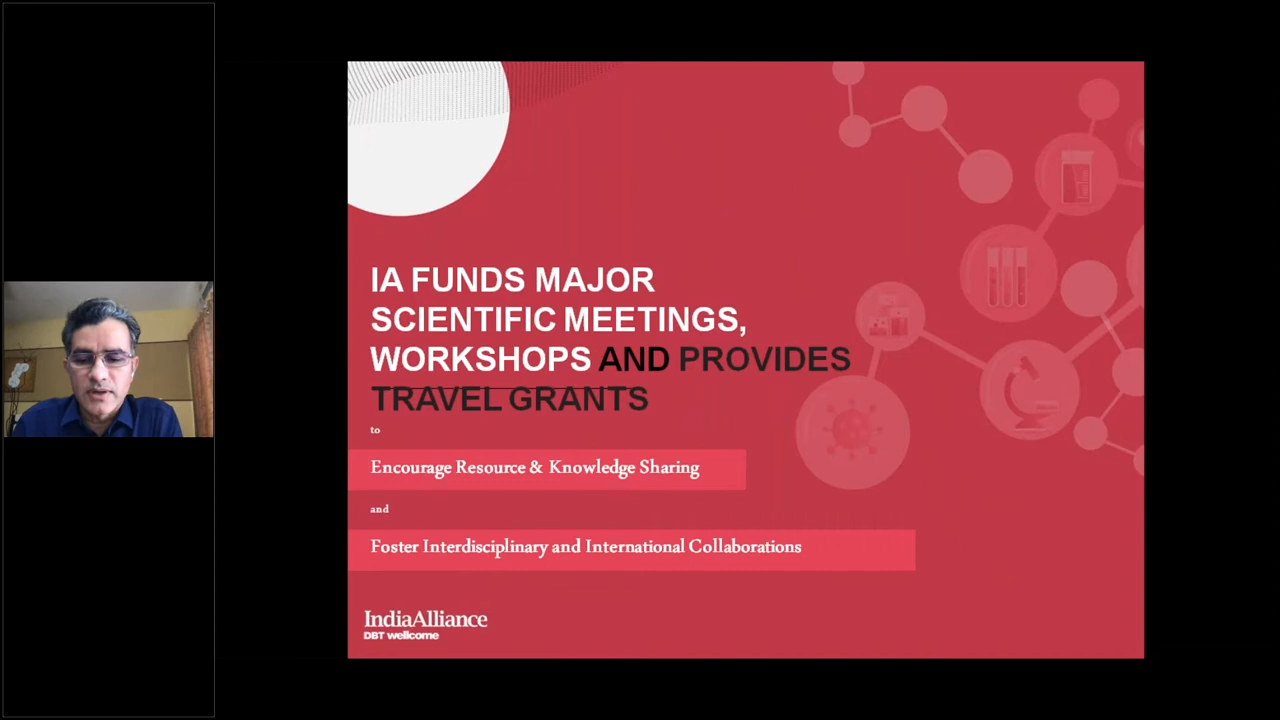 IA FUNDS MAJOR
SCIENTIFIC MEETINGS,
WORKSHOPS AND PROVIDES
TRAVEL GRANTS
to
Encourage Resource & Knowledge Sharing
and
Foster Interdisciplinary and International Collaborations
IndiaAlliance
DBT wellcome